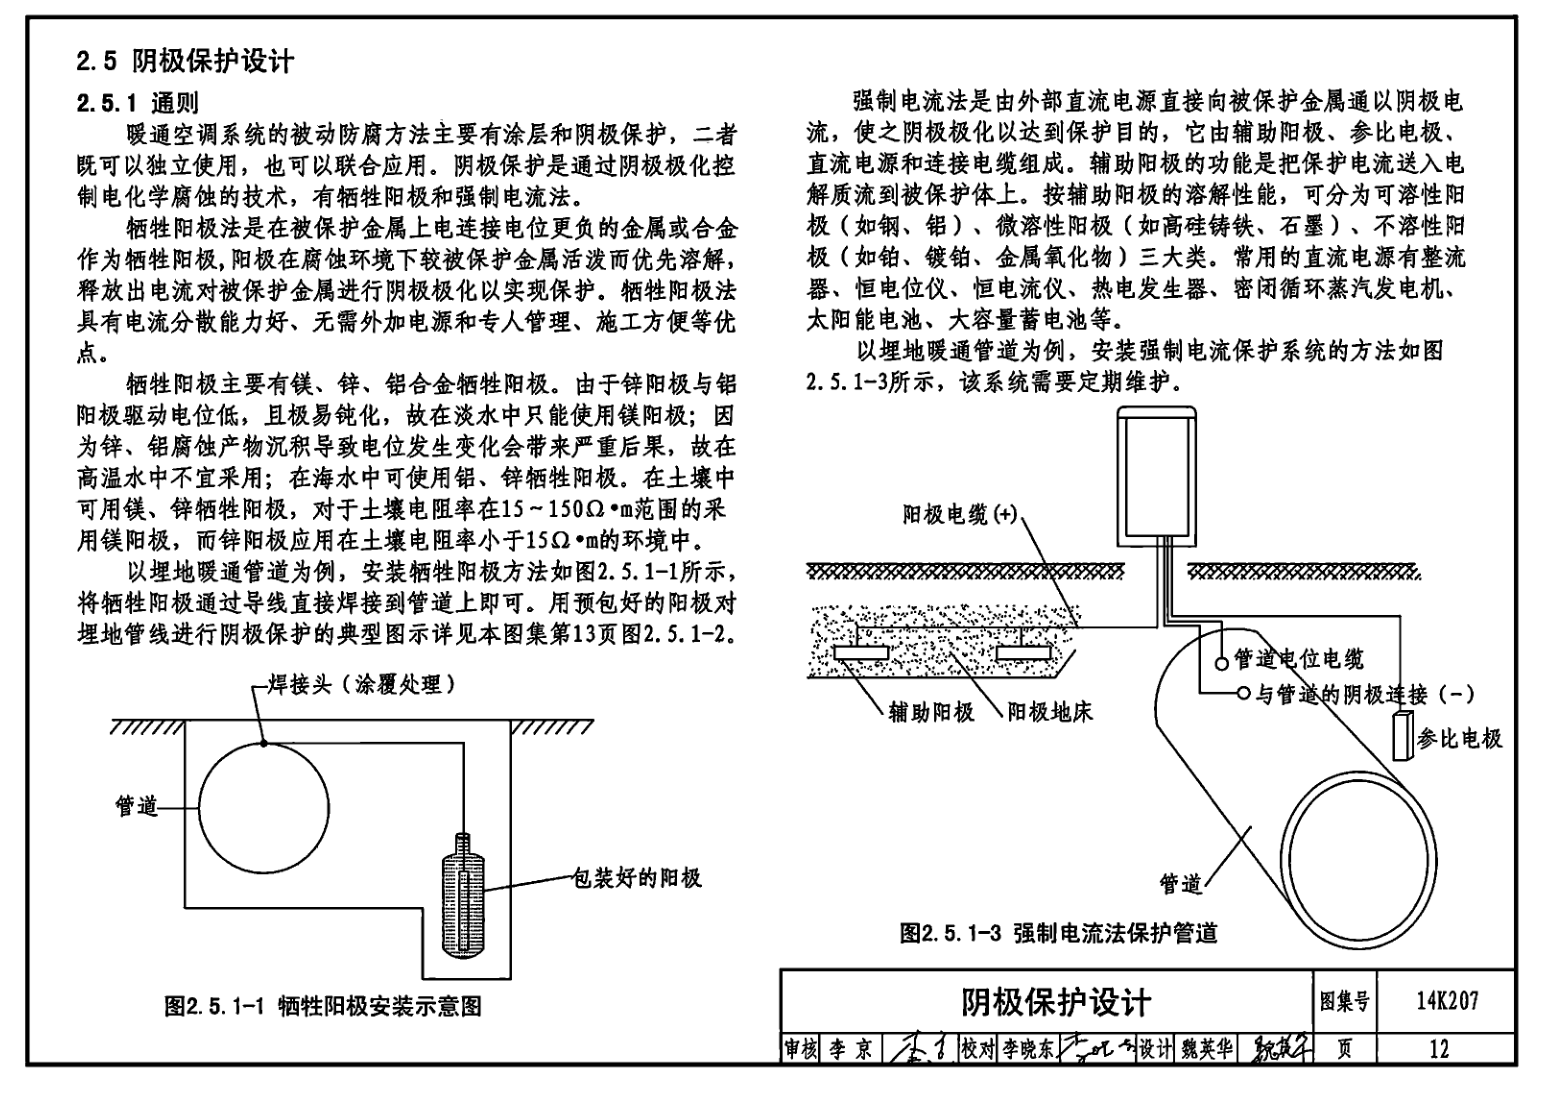 2.5 阴极保护设计
2.5.1 通则
暖通空调系统的被动防腐方法主要有涂层和阴极保护，二者
既可以独立使用，也可以联合应用。阴极保护是通过阴极极化控
制电化学腐蚀的技术，有牺牲阳极和强制电流法。
牺牲阳极法是在被保护金属上电连接电位更负的金属或合金
作为牺牲阳极,阳极在腐蚀环境下较被保护金属活泼而优先溶解，
释放出电流对被保护金属进行阴极极化以实现保护。牺牲阳极法
具有电流分散能力好、无需外加电源和专人管理、施工方便等优
点。
牺牲阳极主要有镁、锌、铝合金牺牲阳极。由于锌阳极与铝
阳极驱动电位低，且极易钝化，故在淡水中只能使用镁阳极；因
为锌、铝腐蚀产物沉积导致电位发生变化会带来严重后果，故在
高温水中不宜采用；在海水中可使用铝、锌牺牲阳极。在土壤中
可用镁、锌牺牲阳极，对于土壤电阻率在15～150Ω•m范围的采
用镁阳极，而锌阳极应用在土壤电阻率小于15Ω•m的环境中。
以埋地暖通管道为例，安装牺牲阳极方法如图2.5.1-1所示，
将牺牲阳极通过导线直接焊接到管道上即可。用预包好的阳极对
埋地管线进行阴极保护的典型图示详见本图集第13页图2.5.1-2。
焊接头（涂覆处理）
管道
包装好的阳极
图2.5.1-1 牺牲阳极安装示意图
强制电流法是由外部直流电源直接向被保护金属通以阴极电
流，使之阴极极化以达到保护目的，它由辅助阳极、参比电极、
直流电源和连接电缆组成。辅助阳极的功能是把保护电流送入电
解质流到被保护体上。按辅助阳极的溶解性能，可分为可溶性阳
极（如钢、铝）、微溶性阳极（如高硅铸铁、石墨）、不溶性阳
极（如铂、镀铂、金属氧化物）三大类。常用的直流电源有整流
器、恒电位仪、恒电流仪、热电发生器、密闭循环蒸汽发电机、
太阳能电池、大容量蓄电池等。
以埋地暖通管道为例，安装强制电流保护系统的方法如图
2.5.1-3所示，该系统需要定期维护。
阳极电缆(+)
管道电位电缆
与管道的阴极连接（-）
辅助阳极
阳极地床
参比电极
管道
图2.5.1-3 强制电流法保护管道
阴极保护设计 图集号 14K207
审核 李 京 校对 李晓东 设计 魏英华 页 12